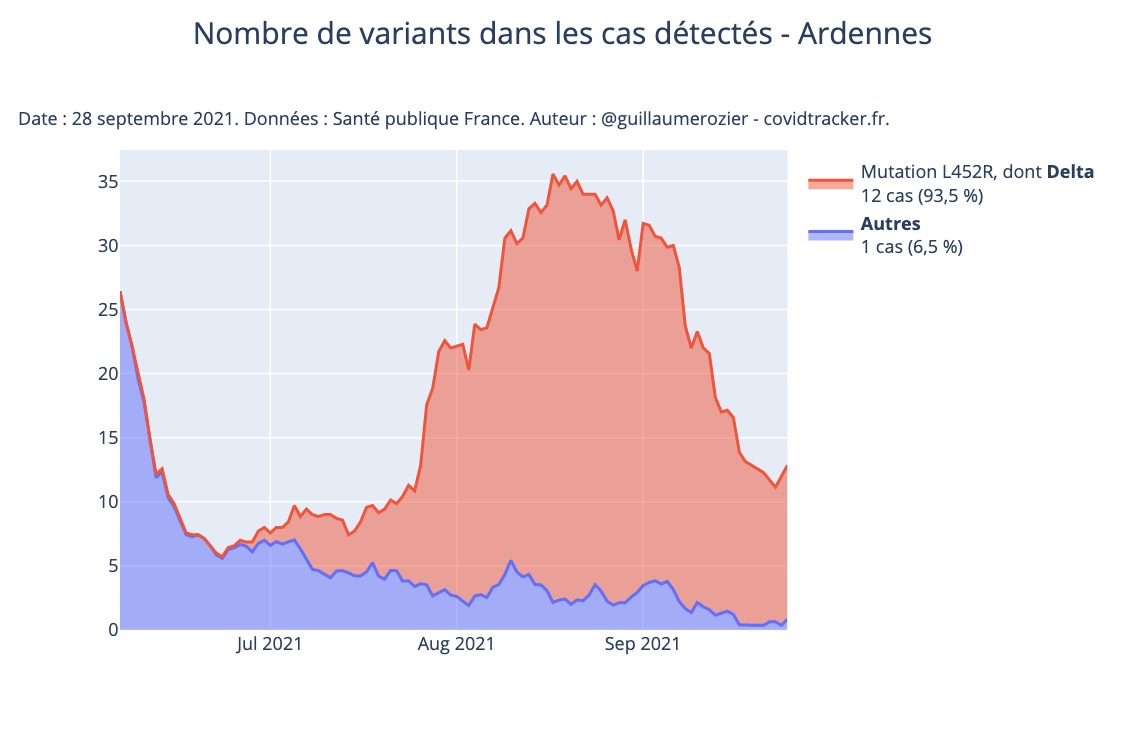 Nombre de variants dans les cas détectés - Ardennes
Date : 28 septembre 2021. Données : Santé publique France. Auteur : @guillaumerozier - covidtracker.fr.
Mutation L452R, dont Delta
12 cas (93,5 %)
Autres
1 cas (6,5 %)
35
30
25
20
15
10
5
0
Jul 2021
Aug 2021
Sep 2021